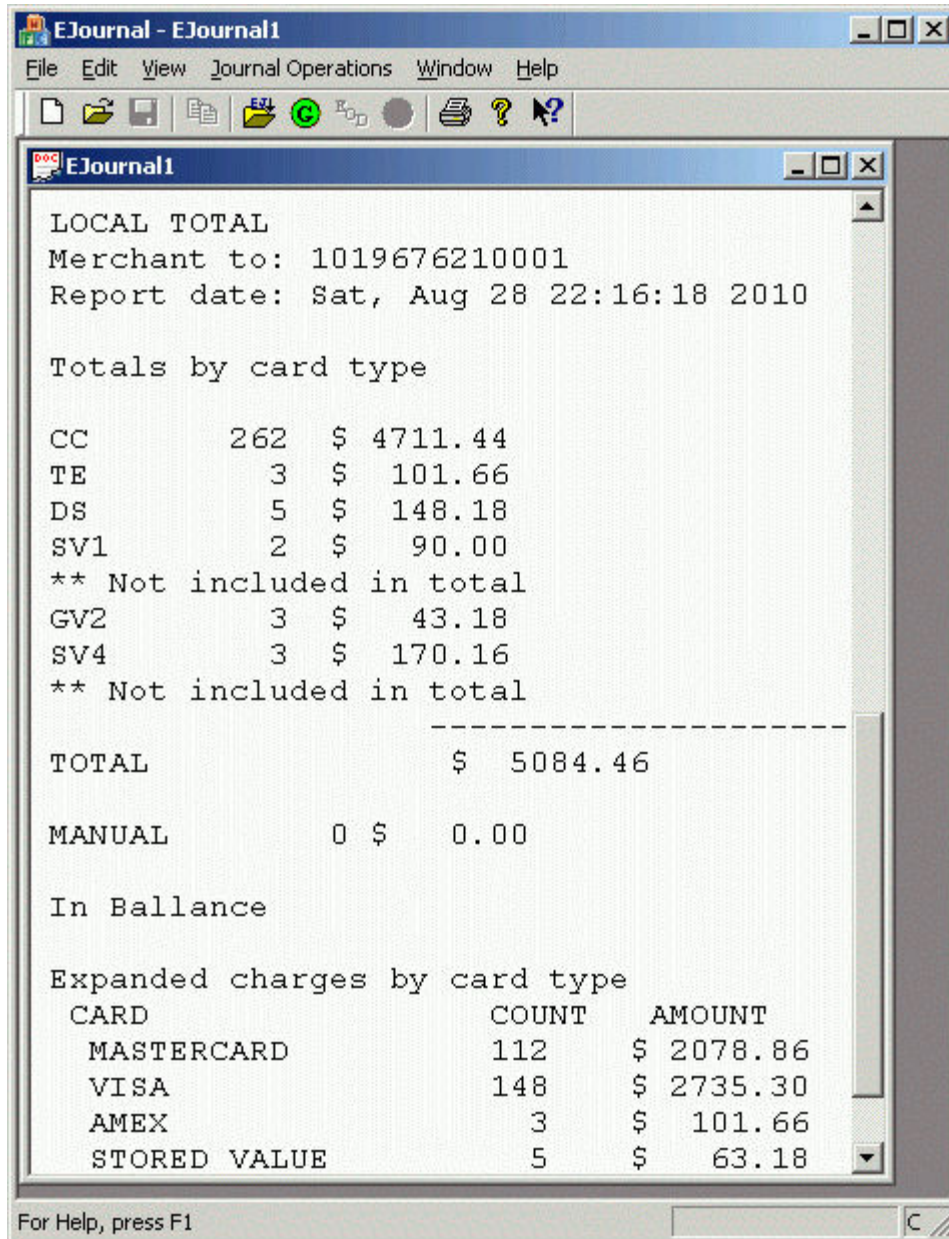 EJournal - EJournal1
File Edit View Journal Operations Window Help
EJ G EOD ? ?
DOC EJournal1
LOCAL TOTAL
Merchant to: 1019676210001
Report date: Sat, Aug 28 22:16:18 2010
Totals by card type
CC 262 $ 4711.44
TE 3 $ 101.66
DS 5 $ 148.18
SV1 2 $ 90.00
** Not included in total
GV2 3 $ 43.18
SV4 3 $ 170.16
** Not included in total
---------------------
TOTAL $ 5084.46
MANUAL 0 $ 0.00
In Ballance
Expanded charges by card type
CARD COUNT AMOUNT
MASTERCARD 112 $ 2078.86
VISA 148 $ 2735.30
AMEX 3 $ 101.66
STORED VALUE 5 $ 63.18
For Help, press F1 C